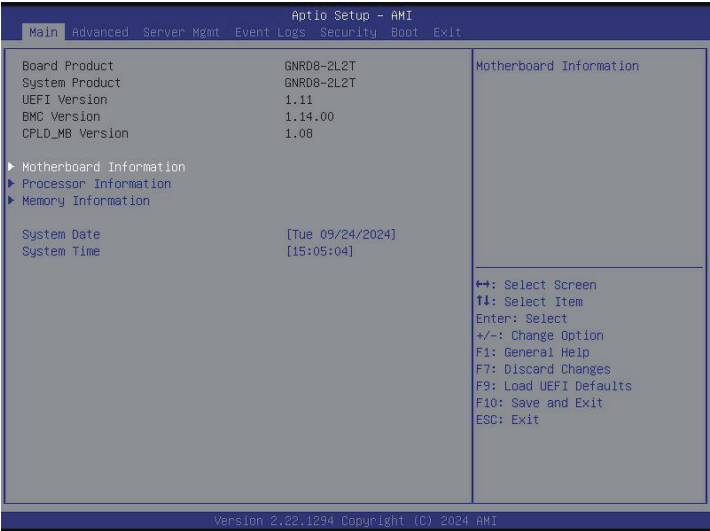 Aptio Setup - AMI
Main Advanced Server Mgmt Event Logs Security Boot Exit
Board Product GNRD8-2L2T
System Product GNRD8-2L2T
UEFI Version 1.11
BMC Version 1.14.00
CPLD_MB Version 1.08
Motherboard Information
Processor Information
Memory Information
System Date [Tue 09/24/2024]
System Time [15:05:04]
Motherboard Information
↔: Select Screen
↑↓: Select Item
Enter: Select
+/-: Change Option
F1: General Help
F7: Discard Changes
F9: Load UEFI Defaults
F10: Save and Exit
ESC: Exit
Version 2.22.1294 Copyright (C) 2024 AMI